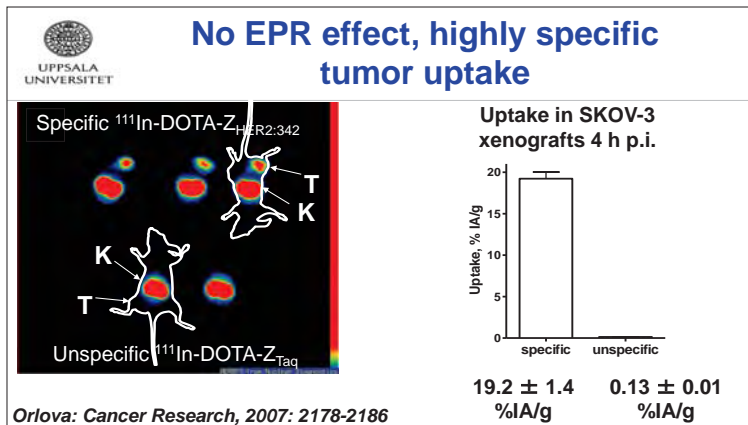 UPPSALA
UNIVERSITET
No EPR effect, highly specific
tumor uptake
Specific ¹¹¹In-DOTA-Z_HER2:342
T
K
K
T
Unspecific ¹¹¹In-DOTA-Z_Taq
Uptake in SKOV-3
xenografts 4 h p.i.
Uptake, % IA/g
20
15
10
5
0
specific
unspecific
19.2 ± 1.4
%IA/g
0.13 ± 0.01
%IA/g
Orlova: Cancer Research, 2007: 2178-2186